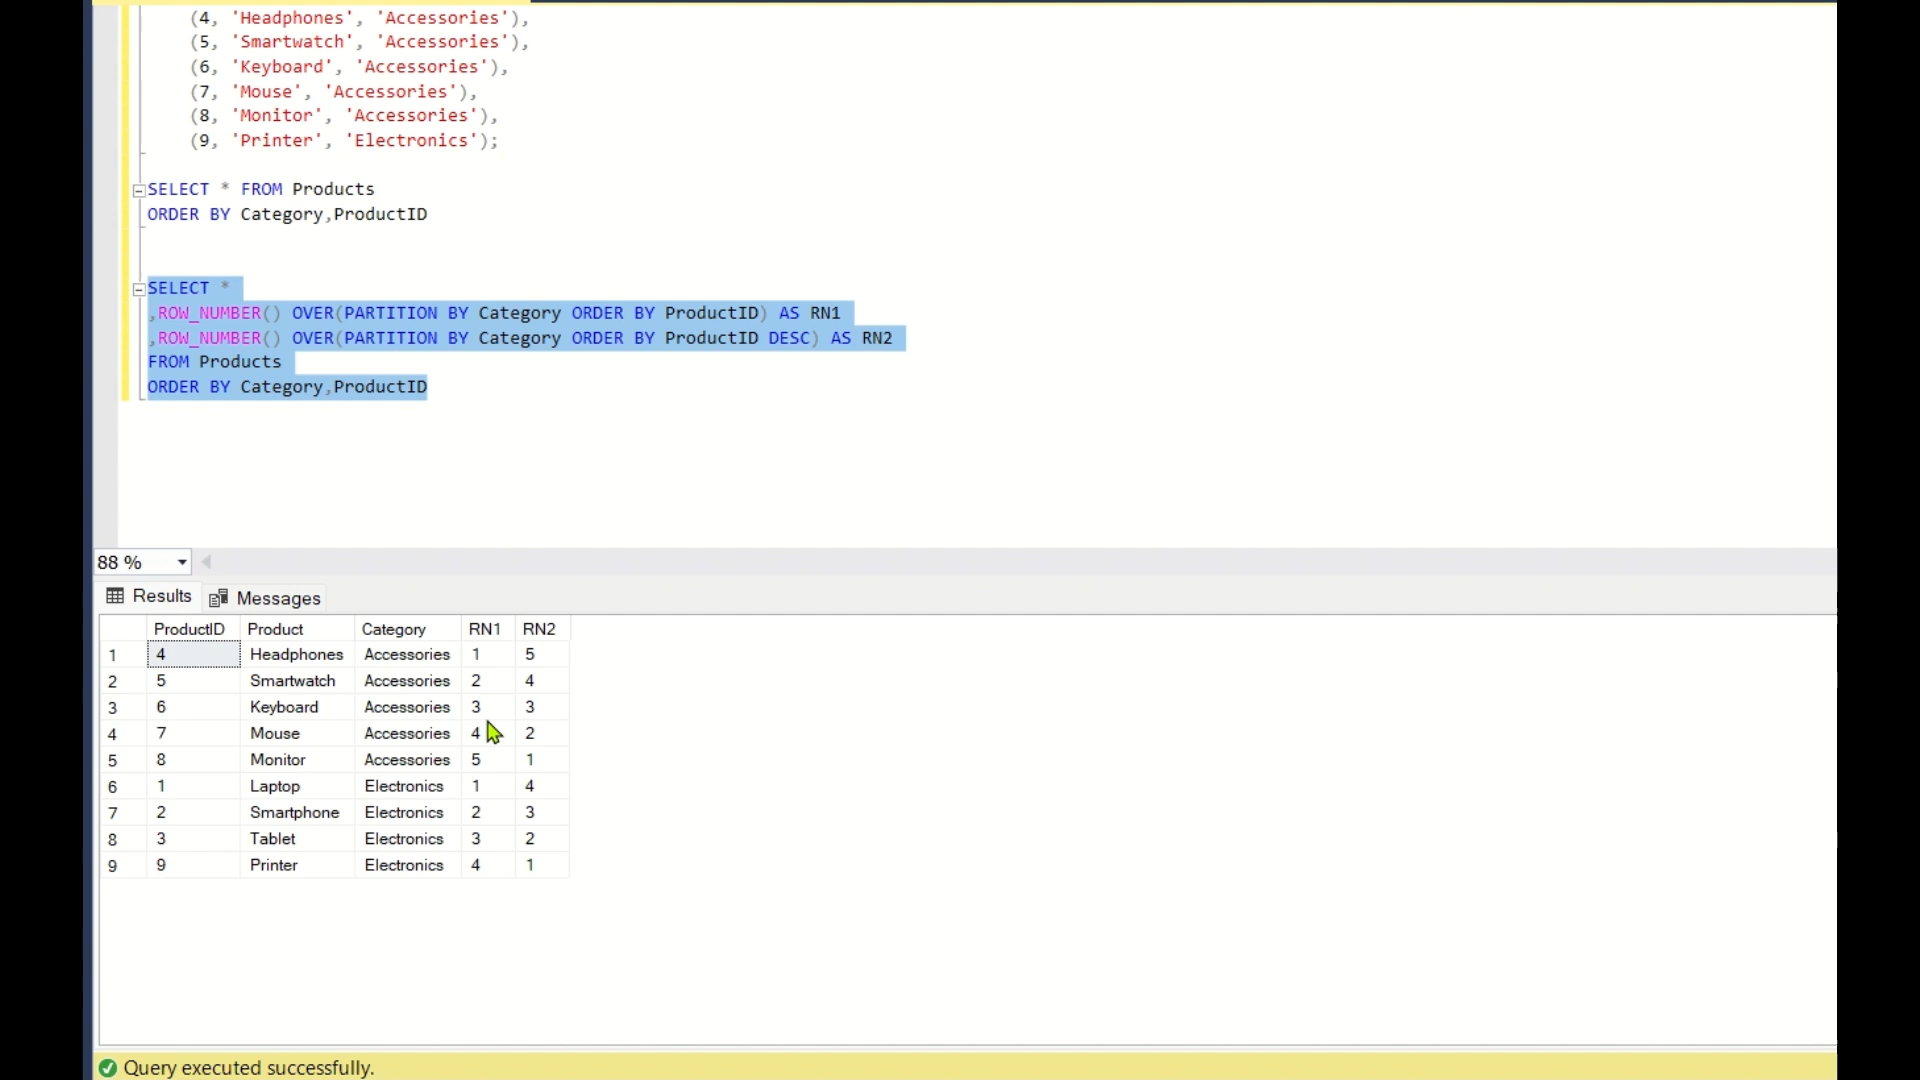 (4, 'Headphones', 'Accessories'),
(5, 'Smartwatch', 'Accessories'),
(6, 'Keyboard', 'Accessories'),
(7, 'Mouse', 'Accessories'),
(8, 'Monitor', 'Accessories'),
(9, 'Printer', 'Electronics');
SELECT * FROM Products
ORDER BY Category,ProductID
SELECT *
,ROW_NUMBER() OVER(PARTITION BY Category ORDER BY ProductID) AS RN1
,ROW_NUMBER() OVER(PARTITION BY Category ORDER BY ProductID DESC) AS RN2
FROM Products
ORDER BY Category,ProductID
88 %
Results Messages
ProductID Product Category RN1 RN2
1 4 Headphones Accessories 1 5
2 5 Smartwatch Accessories 2 4
3 6 Keyboard Accessories 3 3
4 7 Mouse Accessories 4 2
5 8 Monitor Accessories 5 1
6 1 Laptop Electronics 1 4
7 2 Smartphone Electronics 2 3
8 3 Tablet Electronics 3 2
9 9 Printer Electronics 4 1
Query executed successfully.